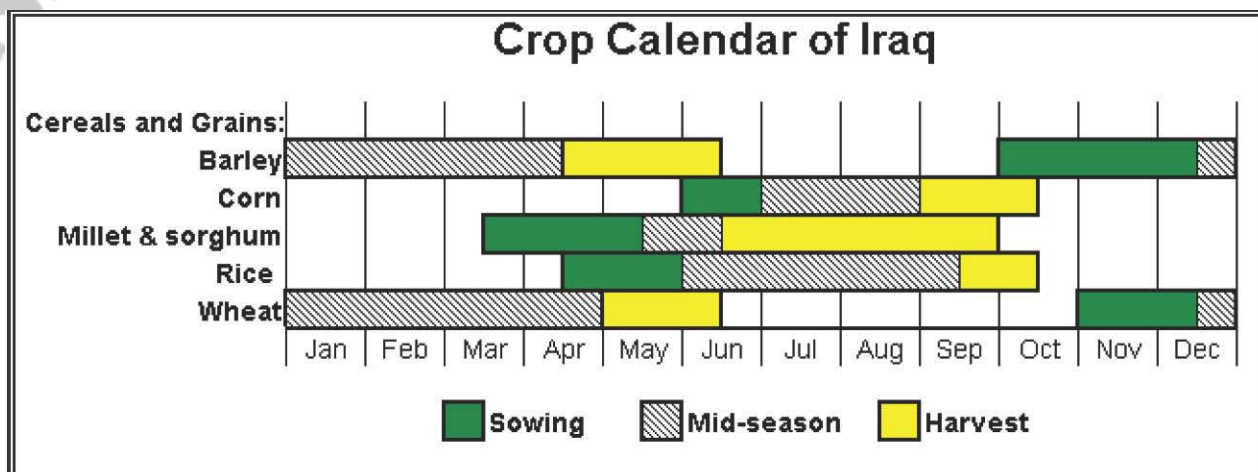 Crop Calendar of Iraq
Cereals and Grains:
Barley
Corn
Millet & sorghum
Rice
Wheat
Jan Feb Mar Apr May Jun Jul Aug Sep Oct Nov Dec
Sowing Mid-season Harvest